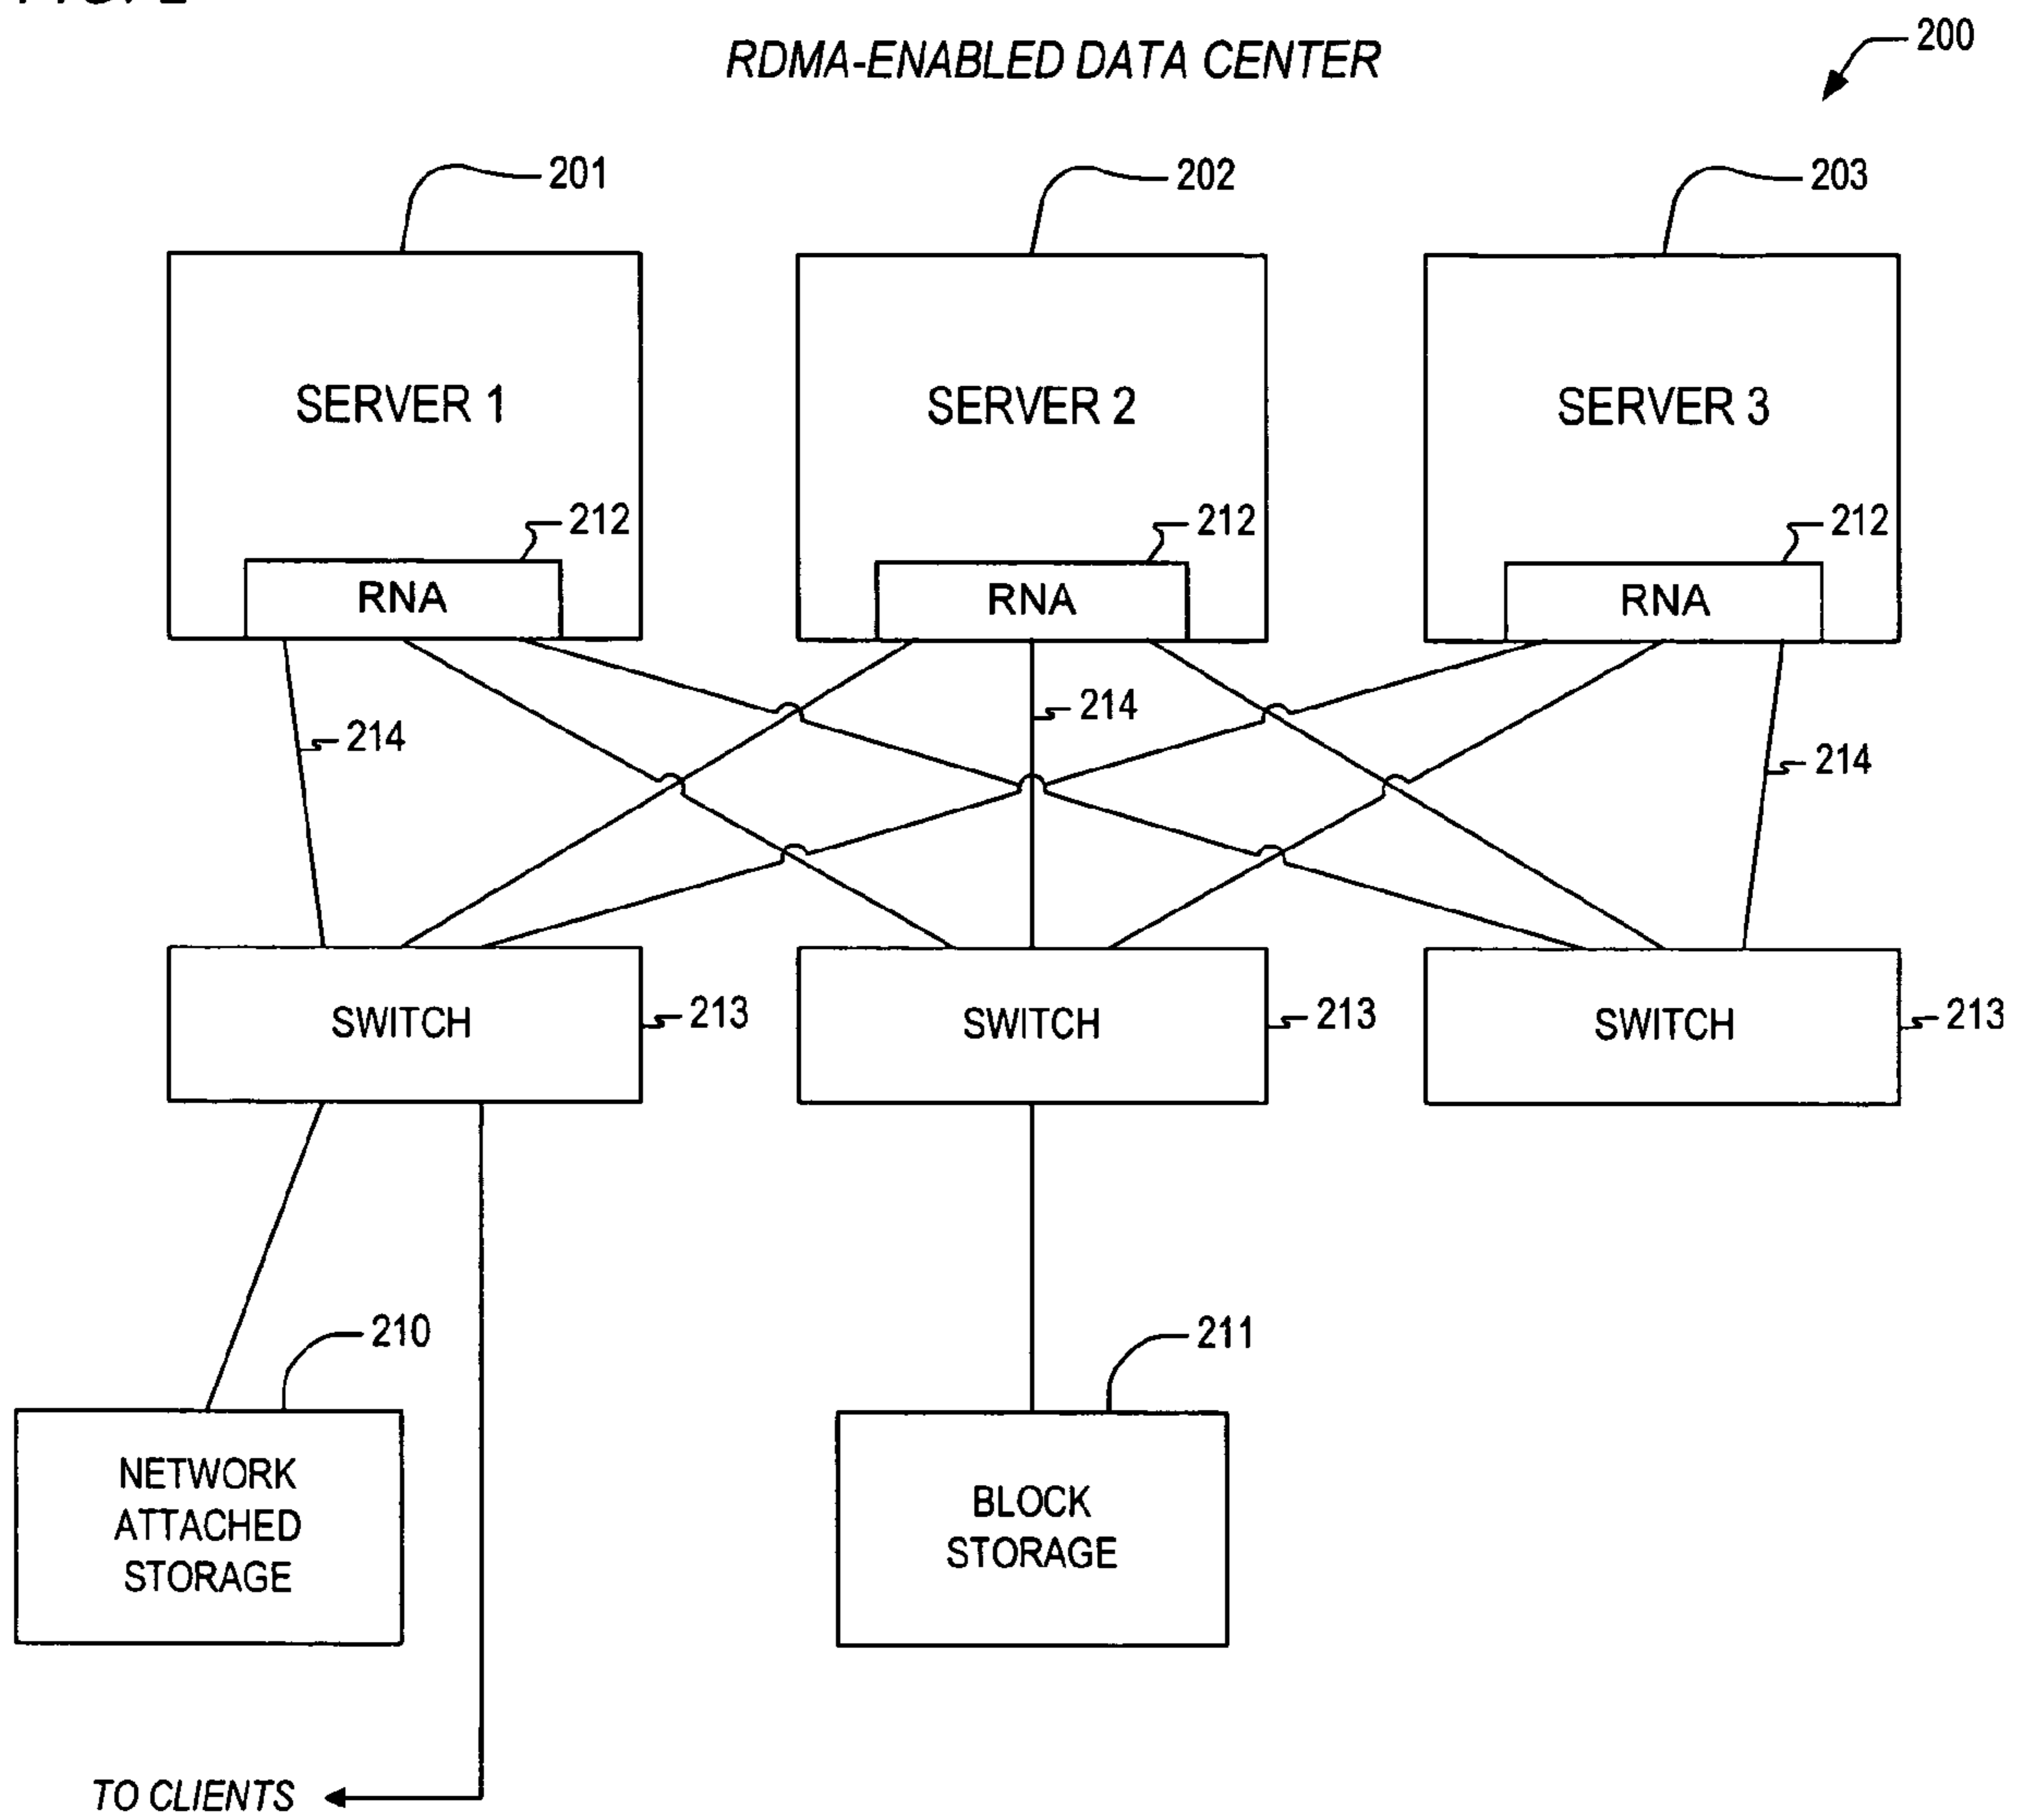 RDMA-ENABLED DATA CENTER
200
201
202
203
SERVER 1
SERVER 2
SERVER 3
212
212
212
RNA
RNA
RNA
214
214
214
SWITCH
213
SWITCH
213
SWITCH
213
210
211
NETWORK
ATTACHED
STORAGE
BLOCK
STORAGE
TO CLIENTS